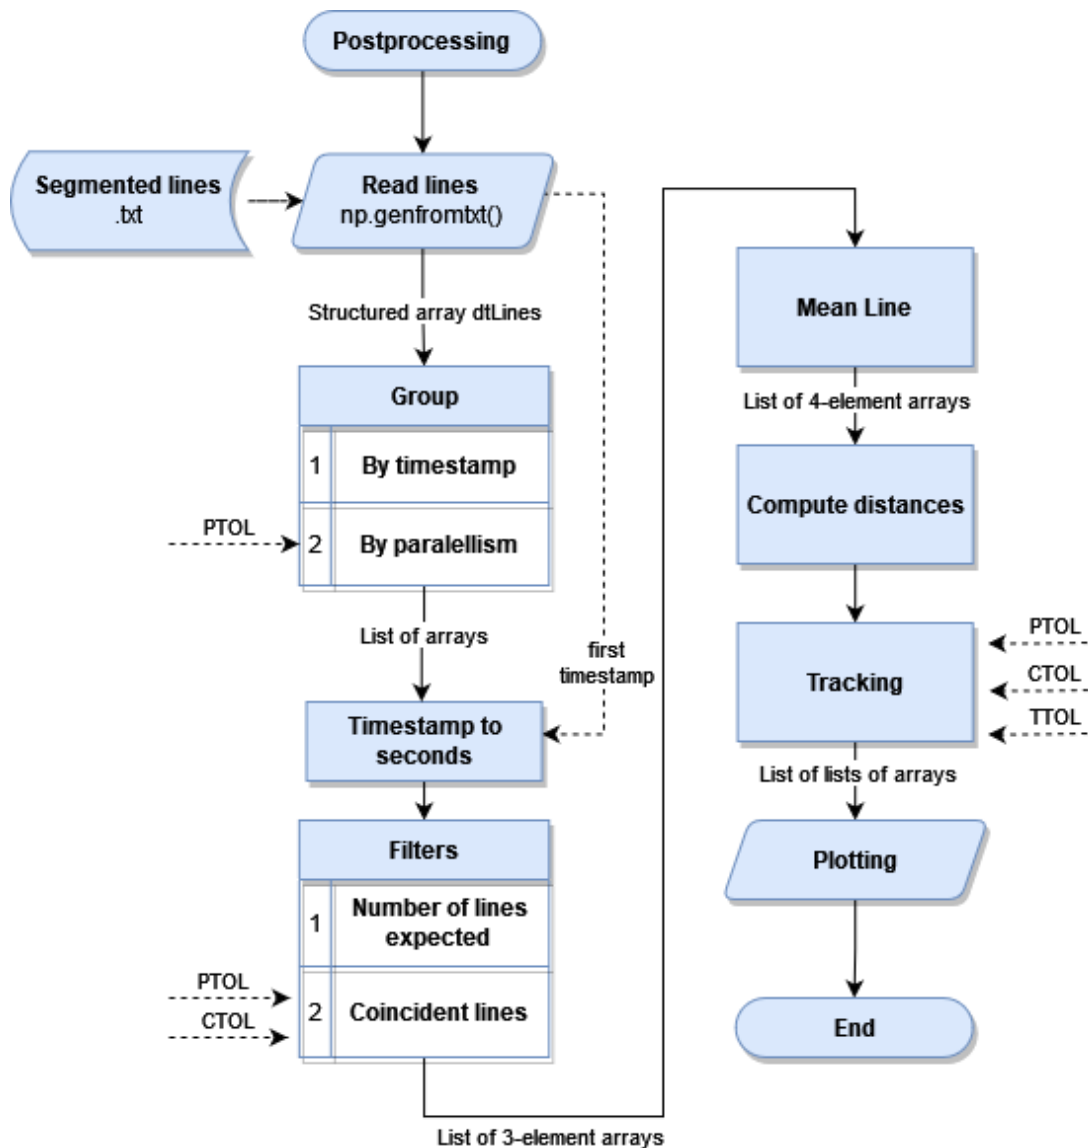 Postprocessing
Segmented lines
.txt
Read lines
np.genfromtxt()
Structured array dtLines
Group
1
By timestamp
PTOL
2
By paralellism
List of arrays
first
timestamp
Timestamp to
seconds
Filters
1
Number of lines
expected
PTOL
CTOL
2
Coincident lines
List of 3-element arrays
Mean Line
List of 4-element arrays
Compute distances
Tracking
PTOL
CTOL
TTOL
List of lists of arrays
Plotting
End